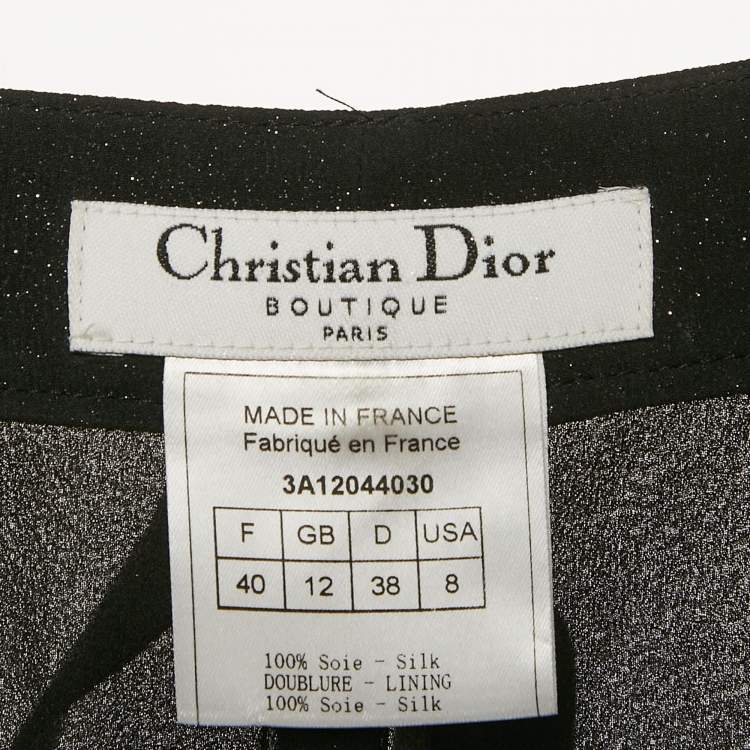 Christian Dior
BOUTIQUE
PARIS
MADE IN FRANCE
Fabriqué en France
3A12044030
F GB D USA
40 12 38 8
100% Soie - Silk
DOUBLURE - LINING
100% Soie - Silk